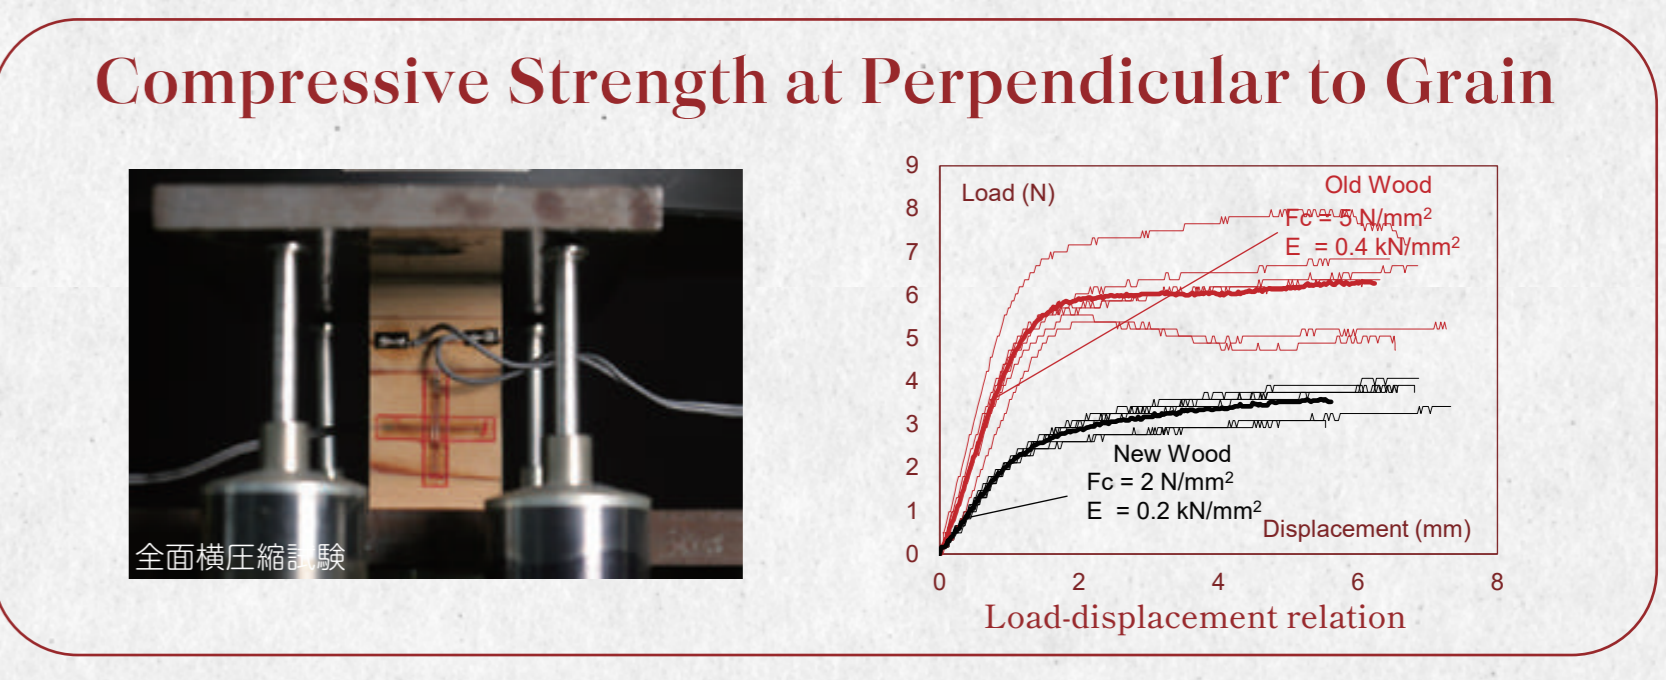 Compressive Strength at Perpendicular to Grain
全面横圧縮試験
9
8
7
6
5
4
3
2
1
0
Load (N)
Old Wood
Fc = 5 N/mm²
E = 0.4 kN/mm²
New Wood
Fc = 2 N/mm²
E = 0.2 kN/mm²
Displacement (mm)
0 2 4 6 8
Load-displacement relation